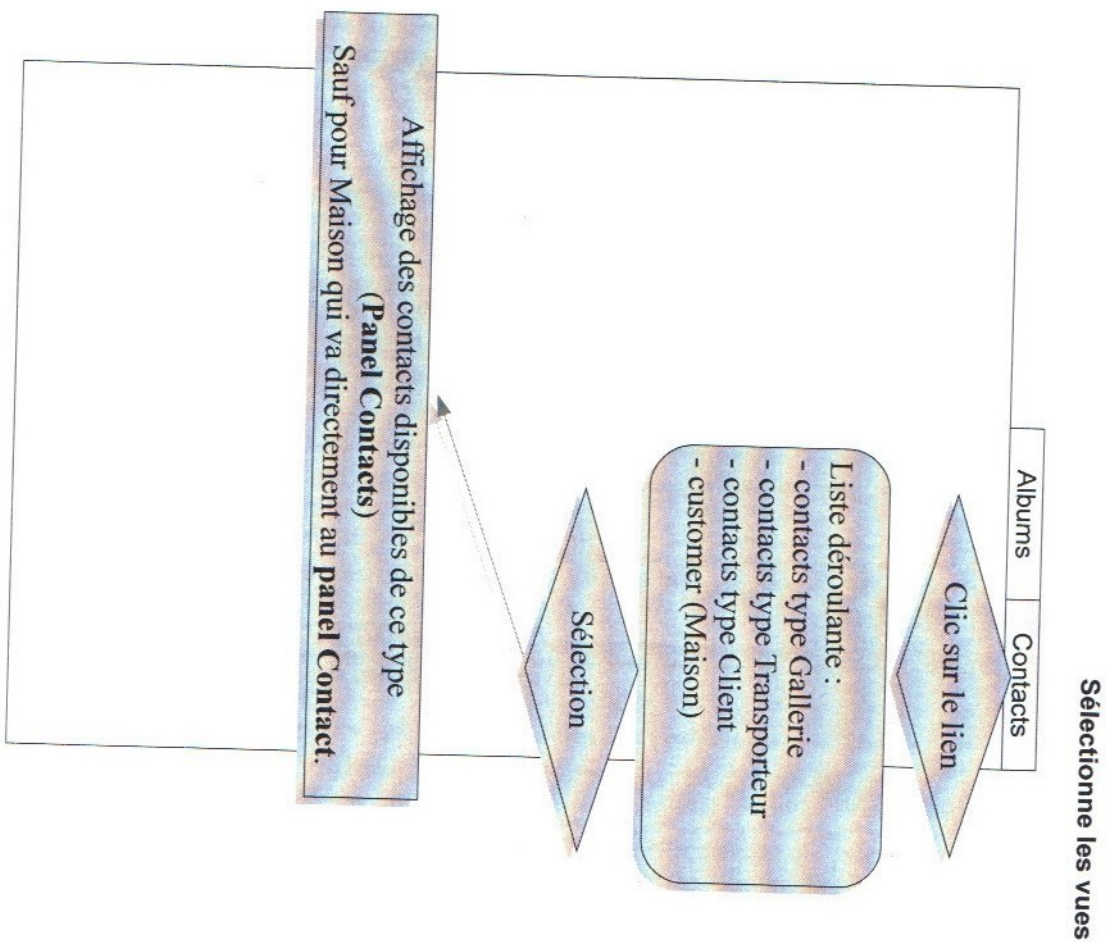 Sélectionne les vues
Albums
Contacts
Clic sur le lien
Liste déroulante :
- contacts type Gallerie
- contacts type Transporteur
- contacts type Client
- customer (Maison)
Sélection
Affichage des contacts disponibles de ce type
(Panel Contacts)
Sauf pour Maison qui va directement au panel Contact.